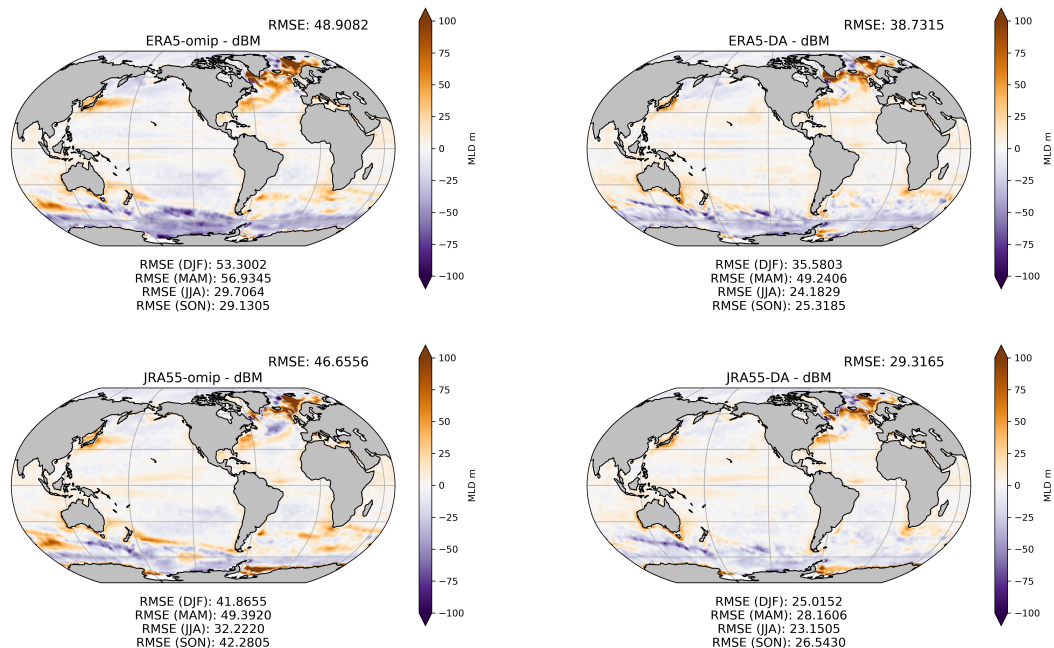 RMSE: 48.9082
ERA5-omip - dBM
100
75
50
25
0
−25
−50
−75
−100
MLD m
RMSE (DJF): 53.3002
RMSE (MAM): 56.9345
RMSE (JJA): 29.7064
RMSE (SON): 29.1305
RMSE: 38.7315
ERA5-DA - dBM
100
75
50
25
0
−25
−50
−75
−100
MLD m
RMSE (DJF): 35.5803
RMSE (MAM): 49.2406
RMSE (JJA): 24.1829
RMSE (SON): 25.3185
RMSE: 46.6556
JRA55-omip - dBM
100
75
50
25
0
−25
−50
−75
−100
MLD m
RMSE (DJF): 41.8655
RMSE (MAM): 49.3920
RMSE (JJA): 32.2220
RMSE (SON): 42.2805
RMSE: 29.3165
JRA55-DA - dBM
100
75
50
25
0
−25
−50
−75
−100
MLD m
RMSE (DJF): 25.0152
RMSE (MAM): 28.1606
RMSE (JJA): 23.1505
RMSE (SON): 26.5430